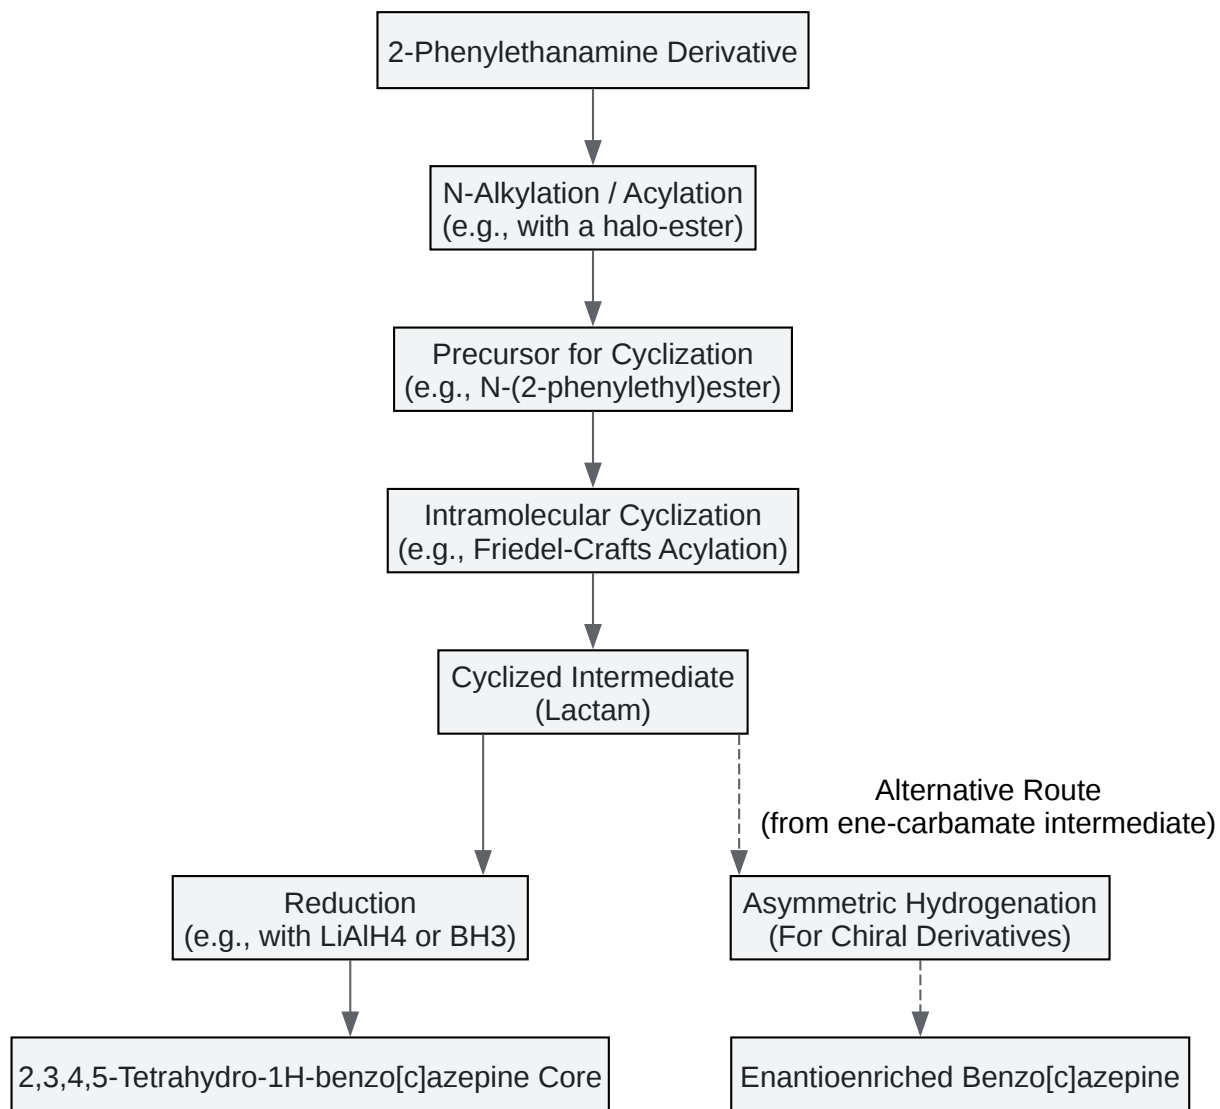 2-Phenylethanamine Derivative
N-Alkylation / Acylation
(e.g., with a halo-ester)
Precursor for Cyclization
(e.g., N-(2-phenylethyl)ester)
Intramolecular Cyclization
(e.g., Friedel-Crafts Acylation)
Cyclized Intermediate
(Lactam)
Alternative Route
(from ene-carbamate intermediate)
Reduction
(e.g., with LiAlH4 or BH3)
Asymmetric Hydrogenation
(For Chiral Derivatives)
2,3,4,5-Tetrahydro-1H-benzo[c]azepine Core
Enantioenriched Benzo[c]azepine